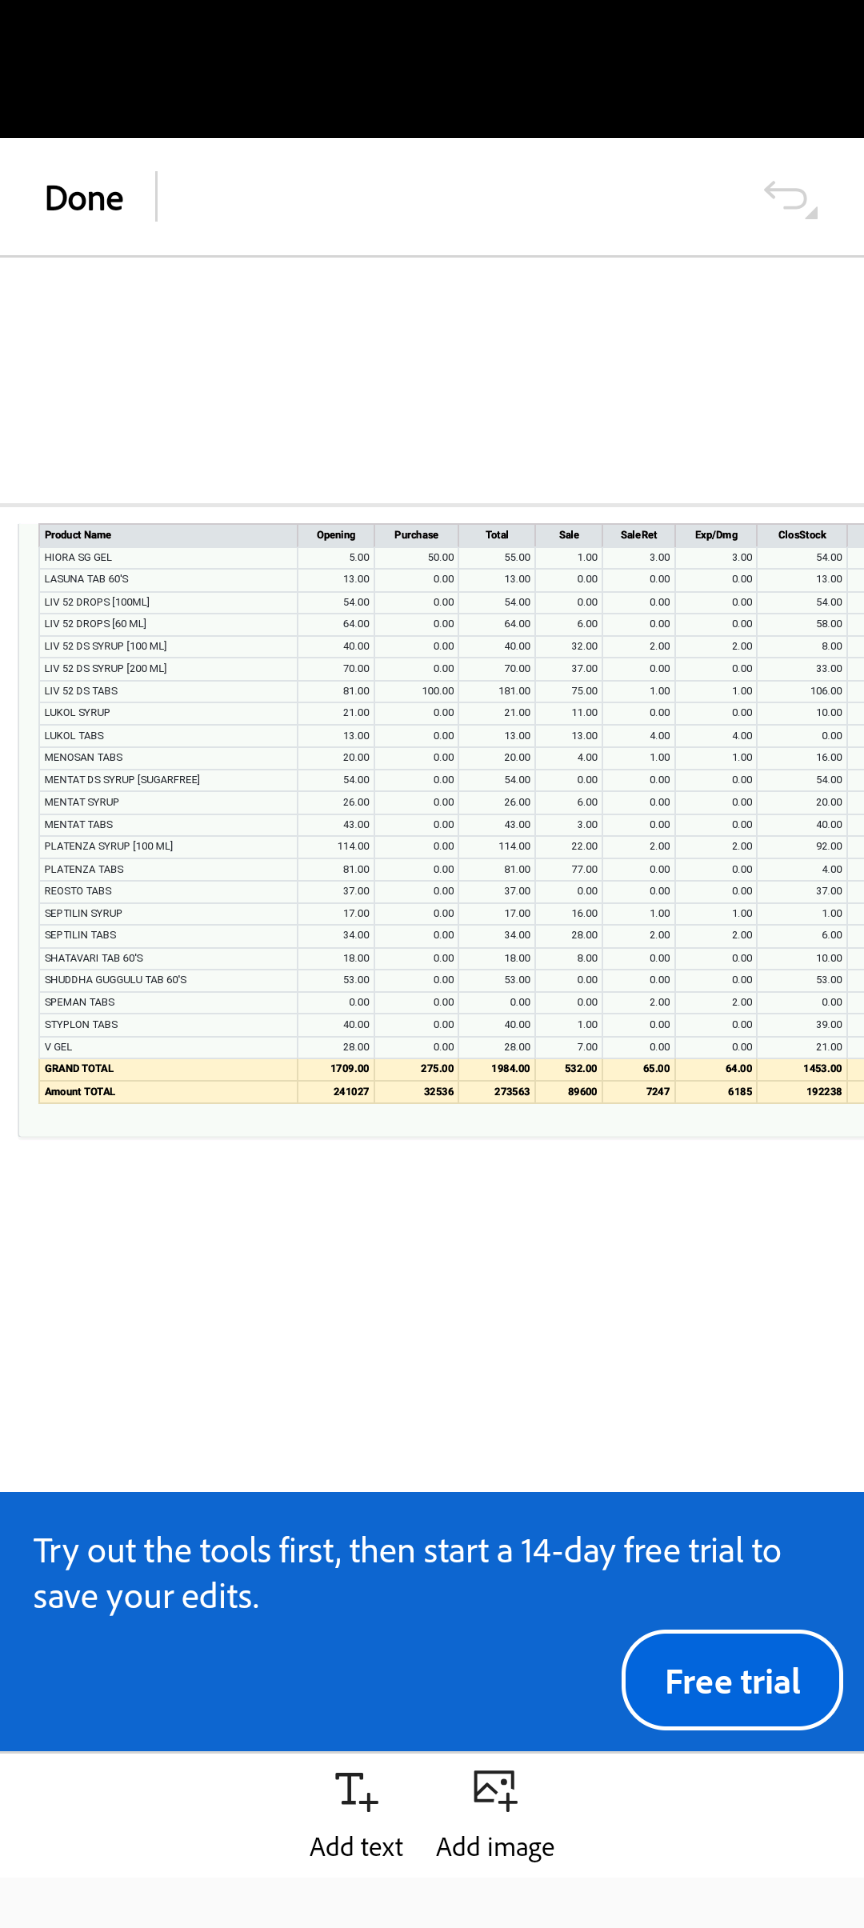 Done
Product Name Opening Purchase Total Sale SaleRet Exp/Dmg ClosStock
HIORA SG GEL 5.00 50.00 55.00 1.00 3.00 3.00 54.00
LASUNA TAB 60'S 13.00 0.00 13.00 0.00 0.00 0.00 13.00
LIV 52 DROPS [100ML] 54.00 0.00 54.00 0.00 0.00 0.00 54.00
LIV 52 DROPS [60 ML] 64.00 0.00 64.00 6.00 0.00 0.00 58.00
LIV 52 DS SYRUP [100 ML] 40.00 0.00 40.00 32.00 2.00 2.00 8.00
LIV 52 DS SYRUP [200 ML] 70.00 0.00 70.00 37.00 0.00 0.00 33.00
LIV 52 DS TABS 81.00 100.00 181.00 75.00 1.00 1.00 106.00
LUKOL SYRUP 21.00 0.00 21.00 11.00 0.00 0.00 10.00
LUKOL TABS 13.00 0.00 13.00 13.00 4.00 4.00 0.00
MENOSAN TABS 20.00 0.00 20.00 4.00 1.00 1.00 16.00
MENTAT DS SYRUP [SUGARFREE] 54.00 0.00 54.00 0.00 0.00 0.00 54.00
MENTAT SYRUP 26.00 0.00 26.00 6.00 0.00 0.00 20.00
MENTAT TABS 43.00 0.00 43.00 3.00 0.00 0.00 40.00
PLATENZA SYRUP [100 ML] 114.00 0.00 114.00 22.00 2.00 2.00 92.00
PLATENZA TABS 81.00 0.00 81.00 77.00 0.00 0.00 4.00
REOSTO TABS 37.00 0.00 37.00 0.00 0.00 0.00 37.00
SEPTILIN SYRUP 17.00 0.00 17.00 16.00 1.00 1.00 1.00
SEPTILIN TABS 34.00 0.00 34.00 28.00 2.00 2.00 6.00
SHATAVARI TAB 60'S 18.00 0.00 18.00 8.00 0.00 0.00 10.00
SHUDDHA GUGGULU TAB 60'S 53.00 0.00 53.00 0.00 0.00 0.00 53.00
SPEMAN TABS 0.00 0.00 0.00 0.00 2.00 2.00 0.00
STYPLON TABS 40.00 0.00 40.00 1.00 0.00 0.00 39.00
V GEL 28.00 0.00 28.00 7.00 0.00 0.00 21.00
GRAND TOTAL 1709.00 275.00 1984.00 532.00 65.00 64.00 1453.00
Amount TOTAL 241027 32536 273563 89600 7247 6185 192238
Try out the tools first, then start a 14-day free trial to
save your edits.
Free trial
Add text Add image